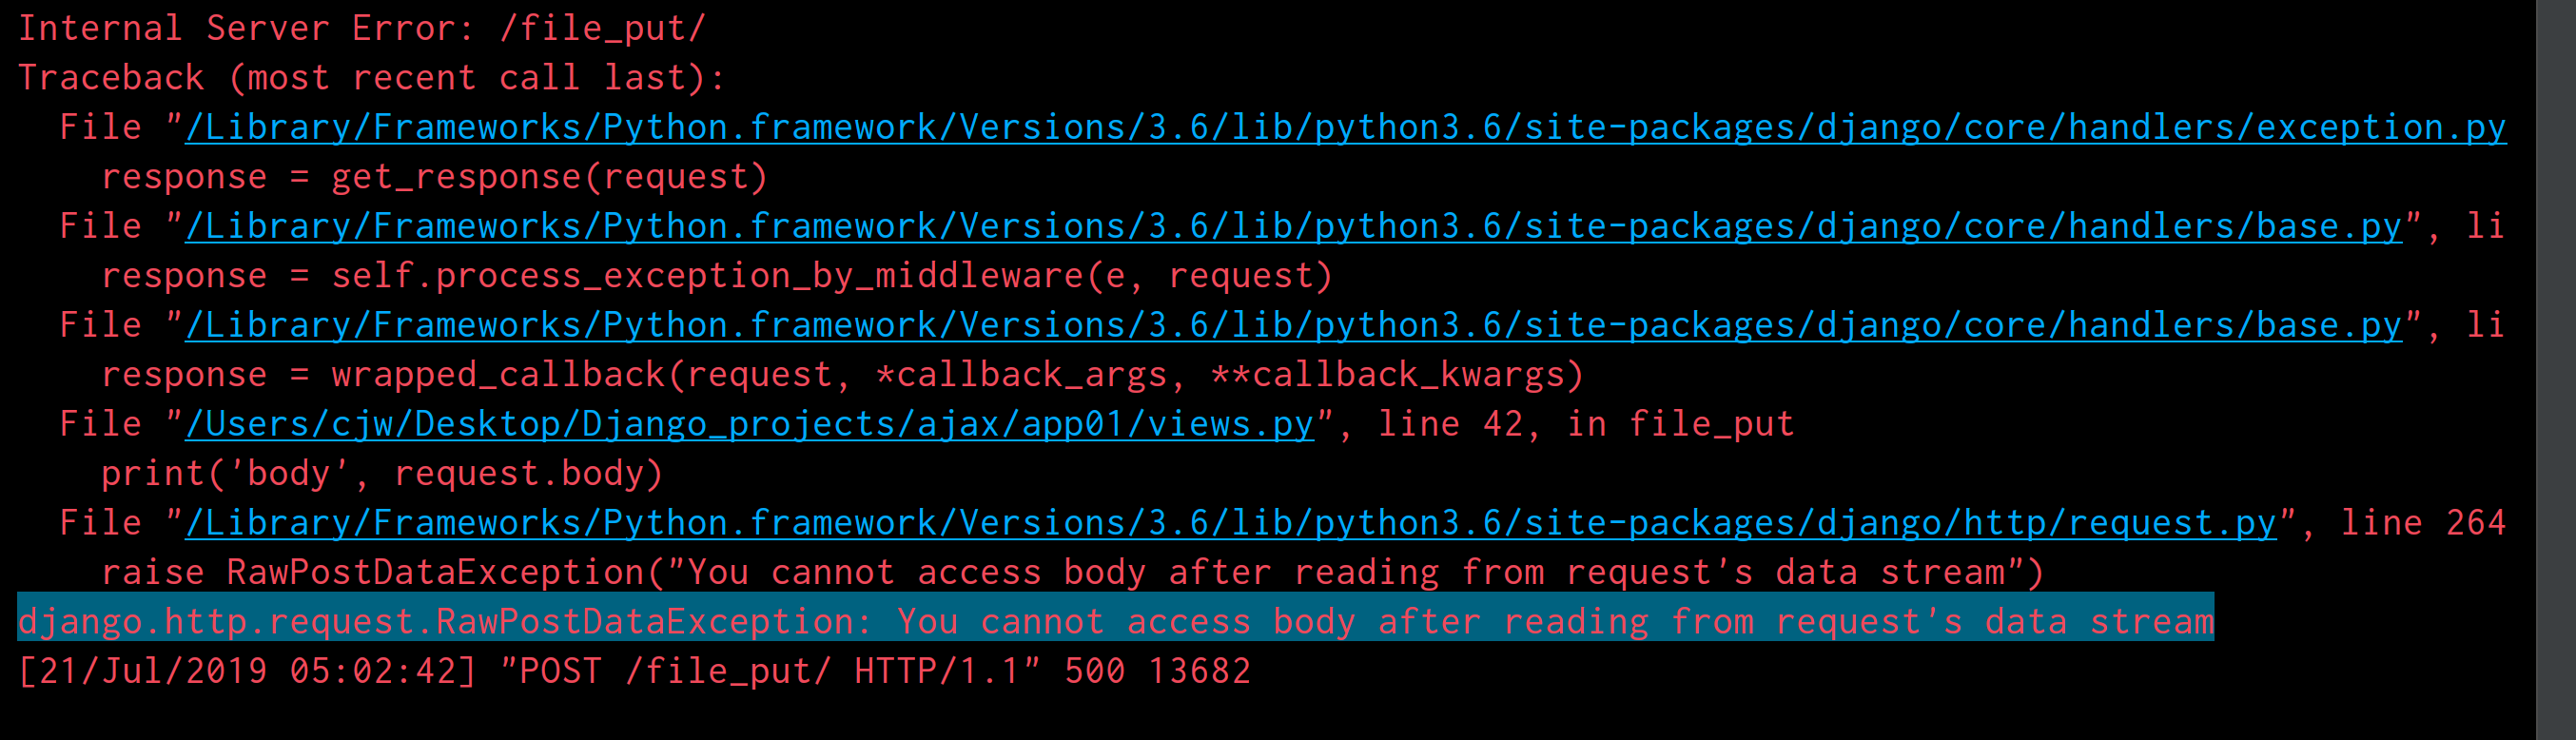 Internal Server Error: /file_put/
Traceback (most recent call last):
  File "/Library/Frameworks/Python.framework/Versions/3.6/lib/python3.6/site-packages/django/core/handlers/exception.py
    response = get_response(request)
  File "/Library/Frameworks/Python.framework/Versions/3.6/lib/python3.6/site-packages/django/core/handlers/base.py", li
    response = self.process_exception_by_middleware(e, request)
  File "/Library/Frameworks/Python.framework/Versions/3.6/lib/python3.6/site-packages/django/core/handlers/base.py", li
    response = wrapped_callback(request, *callback_args, **callback_kwargs)
  File "/Users/cjw/Desktop/Django_projects/ajax/app01/views.py", line 42, in file_put
    print('body', request.body)
  File "/Library/Frameworks/Python.framework/Versions/3.6/lib/python3.6/site-packages/django/http/request.py", line 264
    raise RawPostDataException("You cannot access body after reading from request's data stream")
django.http.request.RawPostDataException: You cannot access body after reading from request's data stream
[21/Jul/2019 05:02:42] "POST /file_put/ HTTP/1.1" 500 13682